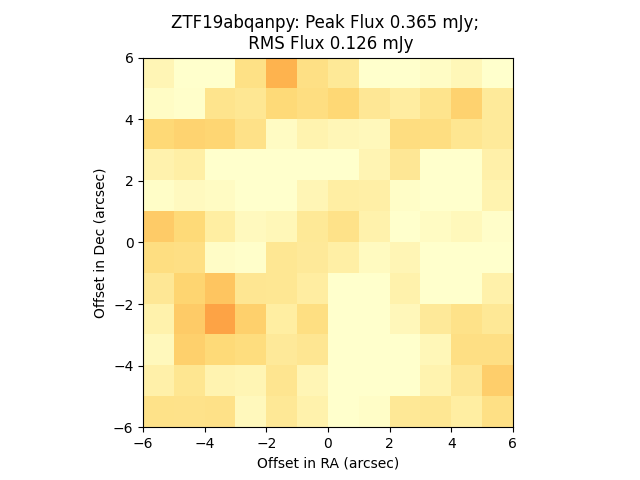 ZTF19abqanpy: Peak Flux 0.365 mJy;
RMS Flux 0.126 mJy
6
4
2
0
−2
−4
−6
Offset in Dec (arcsec)
−6 −4 −2 0 2 4 6
Offset in RA (arcsec)